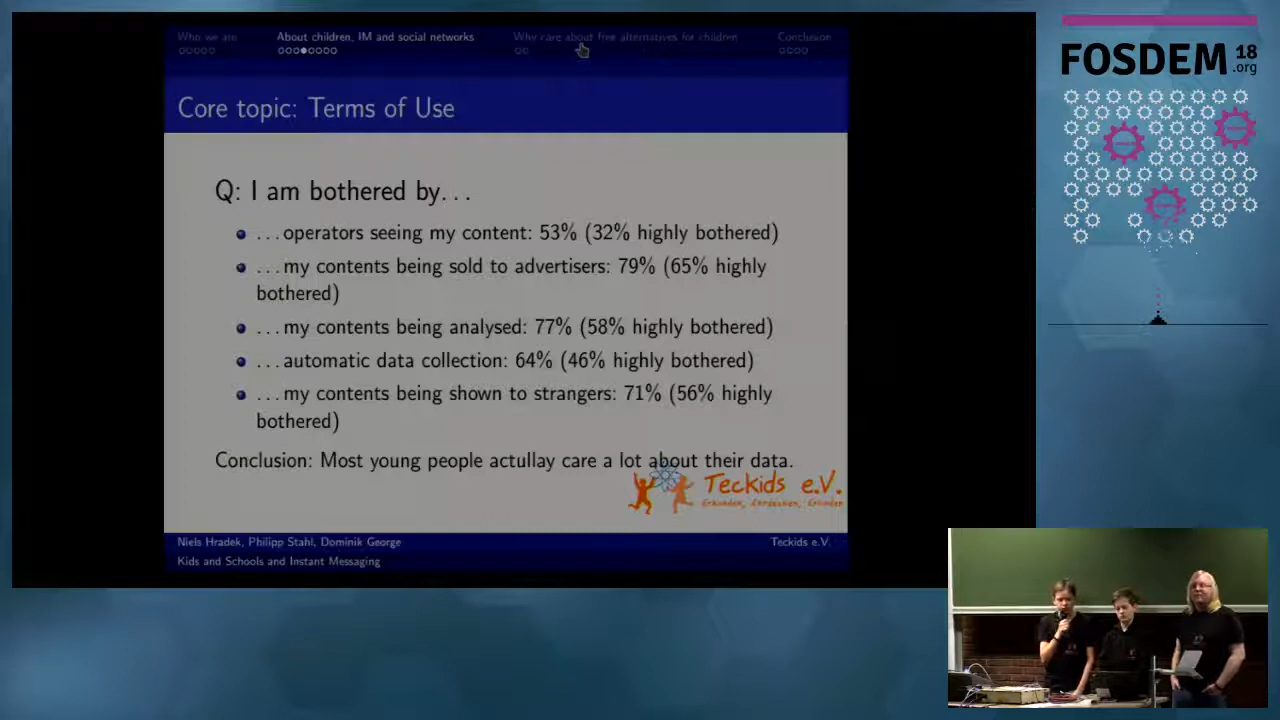 Who we are
About children, IM and social networks
Why care about free alternatives for children
Conclusion
Core topic: Terms of Use
Q: I am bothered by. . .
. . . operators seeing my content: 53% (32% highly bothered)
. . . my contents being sold to advertisers: 79% (65% highly
bothered)
. . . my contents being analysed: 77% (58% highly bothered)
. . . automatic data collection: 64% (46% highly bothered)
. . . my contents being shown to strangers: 71% (56% highly
bothered)
Conclusion: Most young people actullay care a lot about their data.
Teckids e.V.
Erkunden, Entdecken, Erfinden
Niels Hradek, Philipp Stahl, Dominik George
Teckids e.V.
Kids and Schools and Instant Messaging
FOSDEM 18
.org